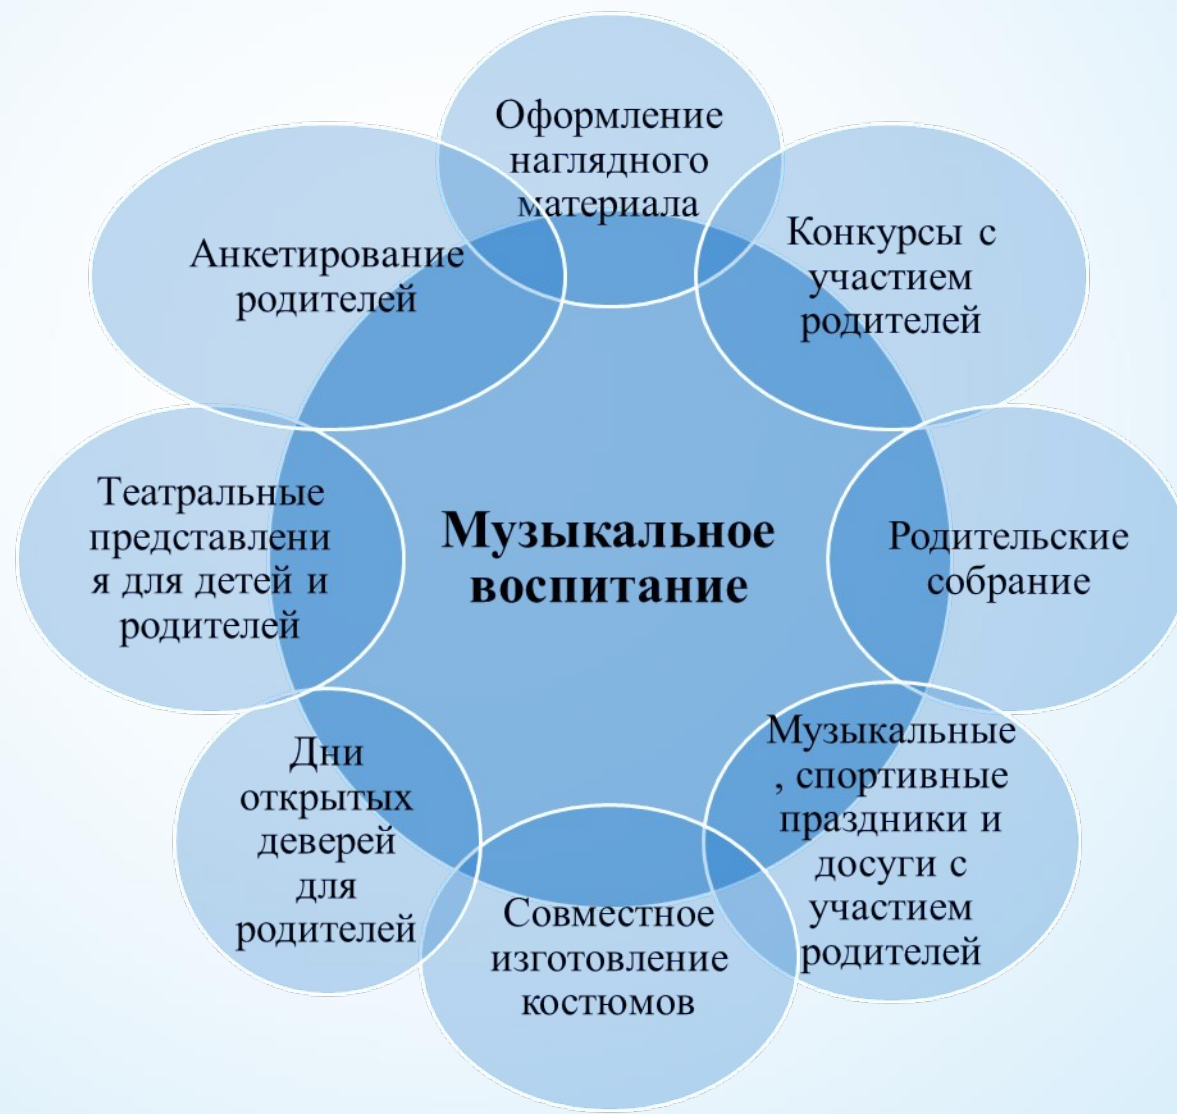 Оформление
наглядного
материала
Конкурсы с
участием
родителей
Анкетирование
родителей
Театральные
представлени
я для детей и
родителей
Музыкальное
воспитание
Родительские
собрание
Дни
открытых
деверей
для
родителей
Музыкальные
, спортивные
праздники и
досуги с
участием
родителей
Совместное
изготовление
костюмов